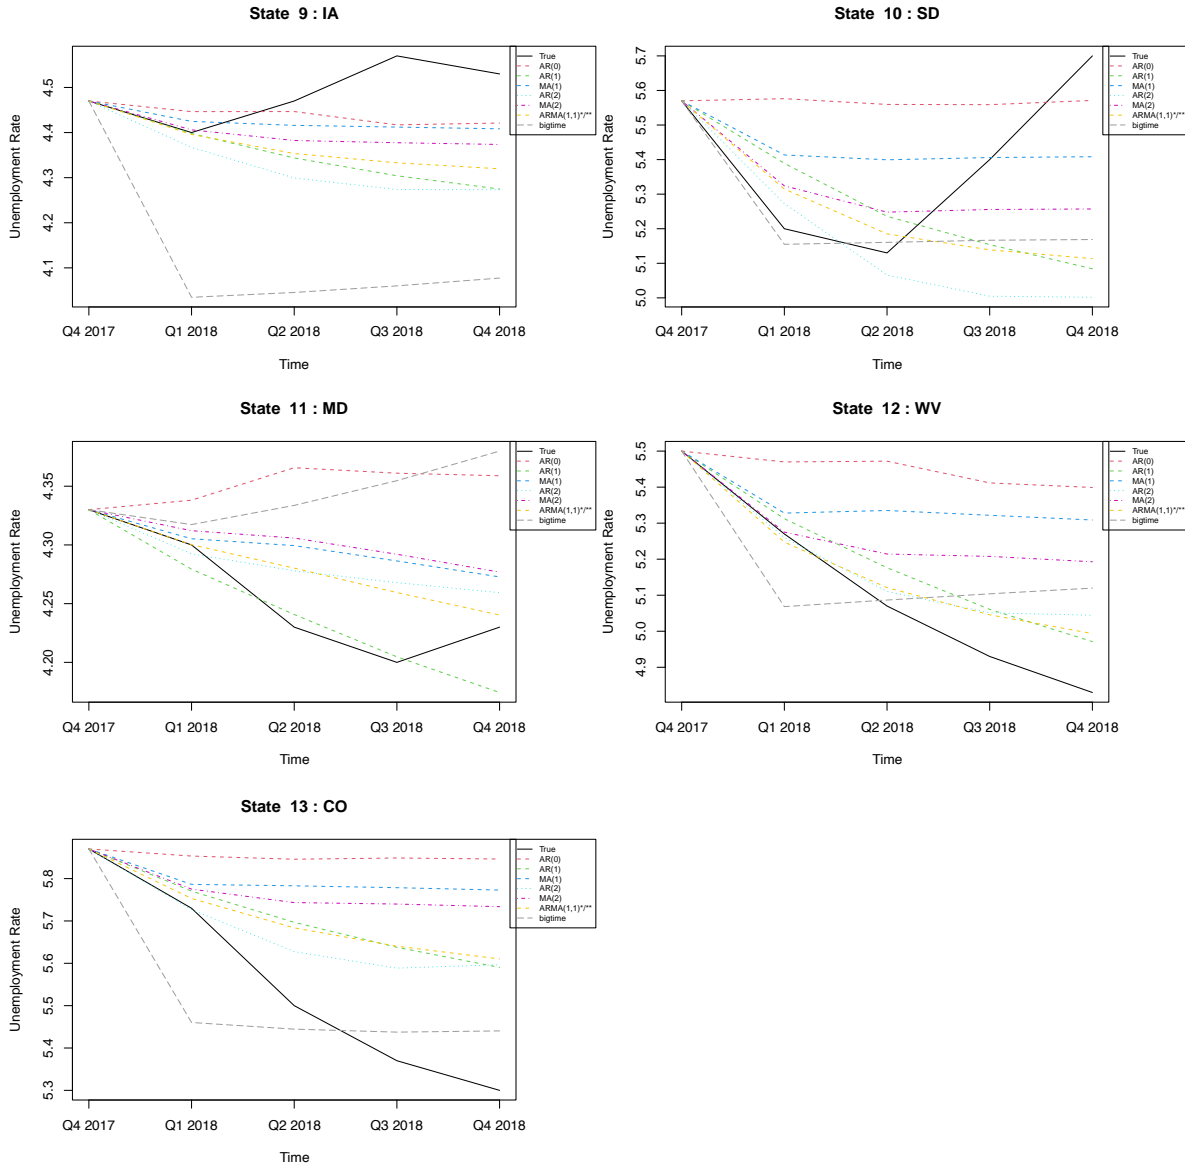 State 9 : IA
Unemployment Rate
4.1 4.2 4.3 4.4 4.5
Q4 2017 Q1 2018 Q2 2018 Q3 2018 Q4 2018
Time
True
AR(0)
AR(1)
MA(1)
AR(2)
MA(2)
ARMA(1,1)*/**
bigtime
State 10 : SD
Unemployment Rate
5.0 5.1 5.2 5.3 5.4 5.5 5.6 5.7
Q4 2017 Q1 2018 Q2 2018 Q3 2018 Q4 2018
Time
True
AR(0)
AR(1)
MA(1)
AR(2)
MA(2)
ARMA(1,1)*/**
bigtime
State 11 : MD
Unemployment Rate
4.20 4.25 4.30 4.35
Q4 2017 Q1 2018 Q2 2018 Q3 2018 Q4 2018
Time
True
AR(0)
AR(1)
MA(1)
AR(2)
MA(2)
ARMA(1,1)*/**
bigtime
State 12 : WV
Unemployment Rate
4.9 5.0 5.1 5.2 5.3 5.4 5.5
Q4 2017 Q1 2018 Q2 2018 Q3 2018 Q4 2018
Time
True
AR(0)
AR(1)
MA(1)
AR(2)
MA(2)
ARMA(1,1)*/**
bigtime
State 13 : CO
Unemployment Rate
5.3 5.4 5.5 5.6 5.7 5.8
Q4 2017 Q1 2018 Q2 2018 Q3 2018 Q4 2018
Time
True
AR(0)
AR(1)
MA(1)
AR(2)
MA(2)
ARMA(1,1)*/**
bigtime